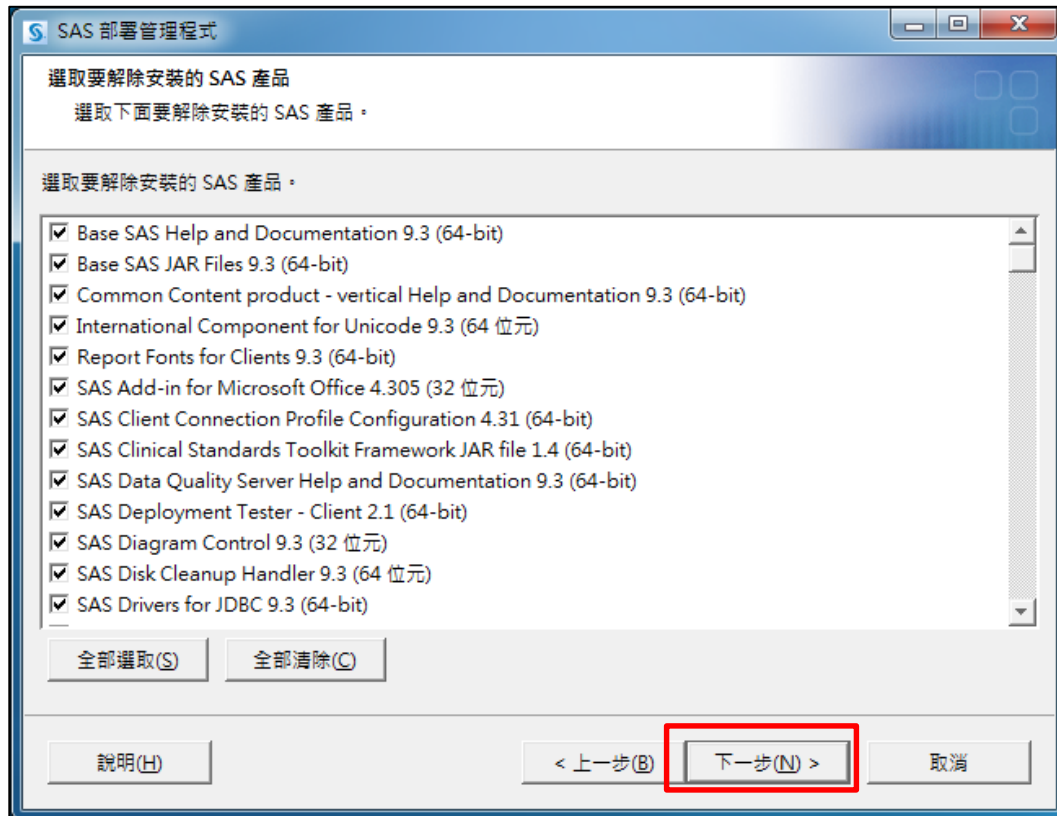 SAS 部署管理程式
選取要解除安裝的 SAS 產品
選取下面要解除安裝的 SAS 產品。
選取要解除安裝的 SAS 產品。
Base SAS Help and Documentation 9.3 (64-bit)
Base SAS JAR Files 9.3 (64-bit)
Common Content product - vertical Help and Documentation 9.3 (64-bit)
International Component for Unicode 9.3 (64 位元)
Report Fonts for Clients 9.3 (64-bit)
SAS Add-in for Microsoft Office 4.305 (32 位元)
SAS Client Connection Profile Configuration 4.31 (64-bit)
SAS Clinical Standards Toolkit Framework JAR file 1.4 (64-bit)
SAS Data Quality Server Help and Documentation 9.3 (64-bit)
SAS Deployment Tester - Client 2.1 (64-bit)
SAS Diagram Control 9.3 (32 位元)
SAS Disk Cleanup Handler 9.3 (64 位元)
SAS Drivers for JDBC 9.3 (64-bit)
全部選取(S) 全部清除(C)
說明(H) < 上一步(B) 下一步(N) > 取消